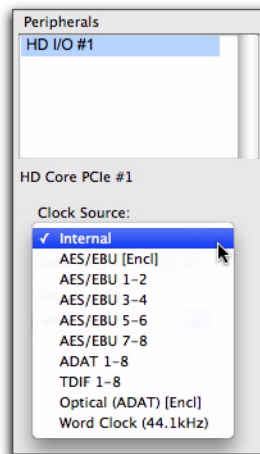 Peripherals
HD I/O #1
HD Core PCIe #1
Clock Source:
✓ Internal
AES/EBU [Encl]
AES/EBU 1–2
AES/EBU 3–4
AES/EBU 5–6
AES/EBU 7–8
ADAT 1–8
TDIF 1–8
Optical (ADAT) [Encl]
Word Clock (44.1kHz)